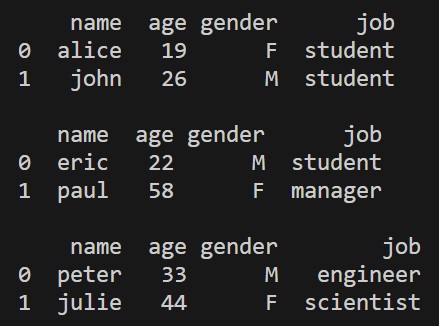 name age gender job
0 alice 19 F student
1 john 26 M student
name age gender job
0 eric 22 M student
1 paul 58 F manager
name age gender job
0 peter 33 M engineer
1 julie 44 F scientist